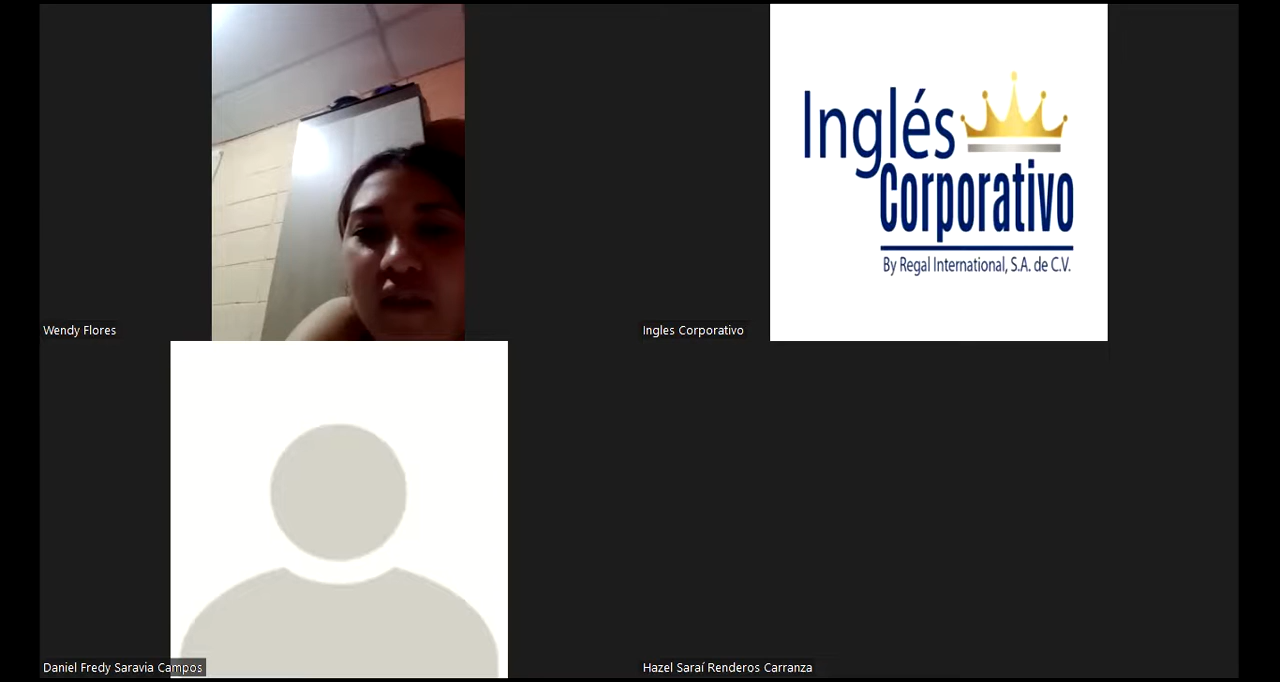 Inglés
Corporativo
By Regal International, S.A. de C.V.
Wendy Flores
Ingles Corporativo
Daniel Fredy Saravia Campos
Hazel Saraí Renderos Carranza